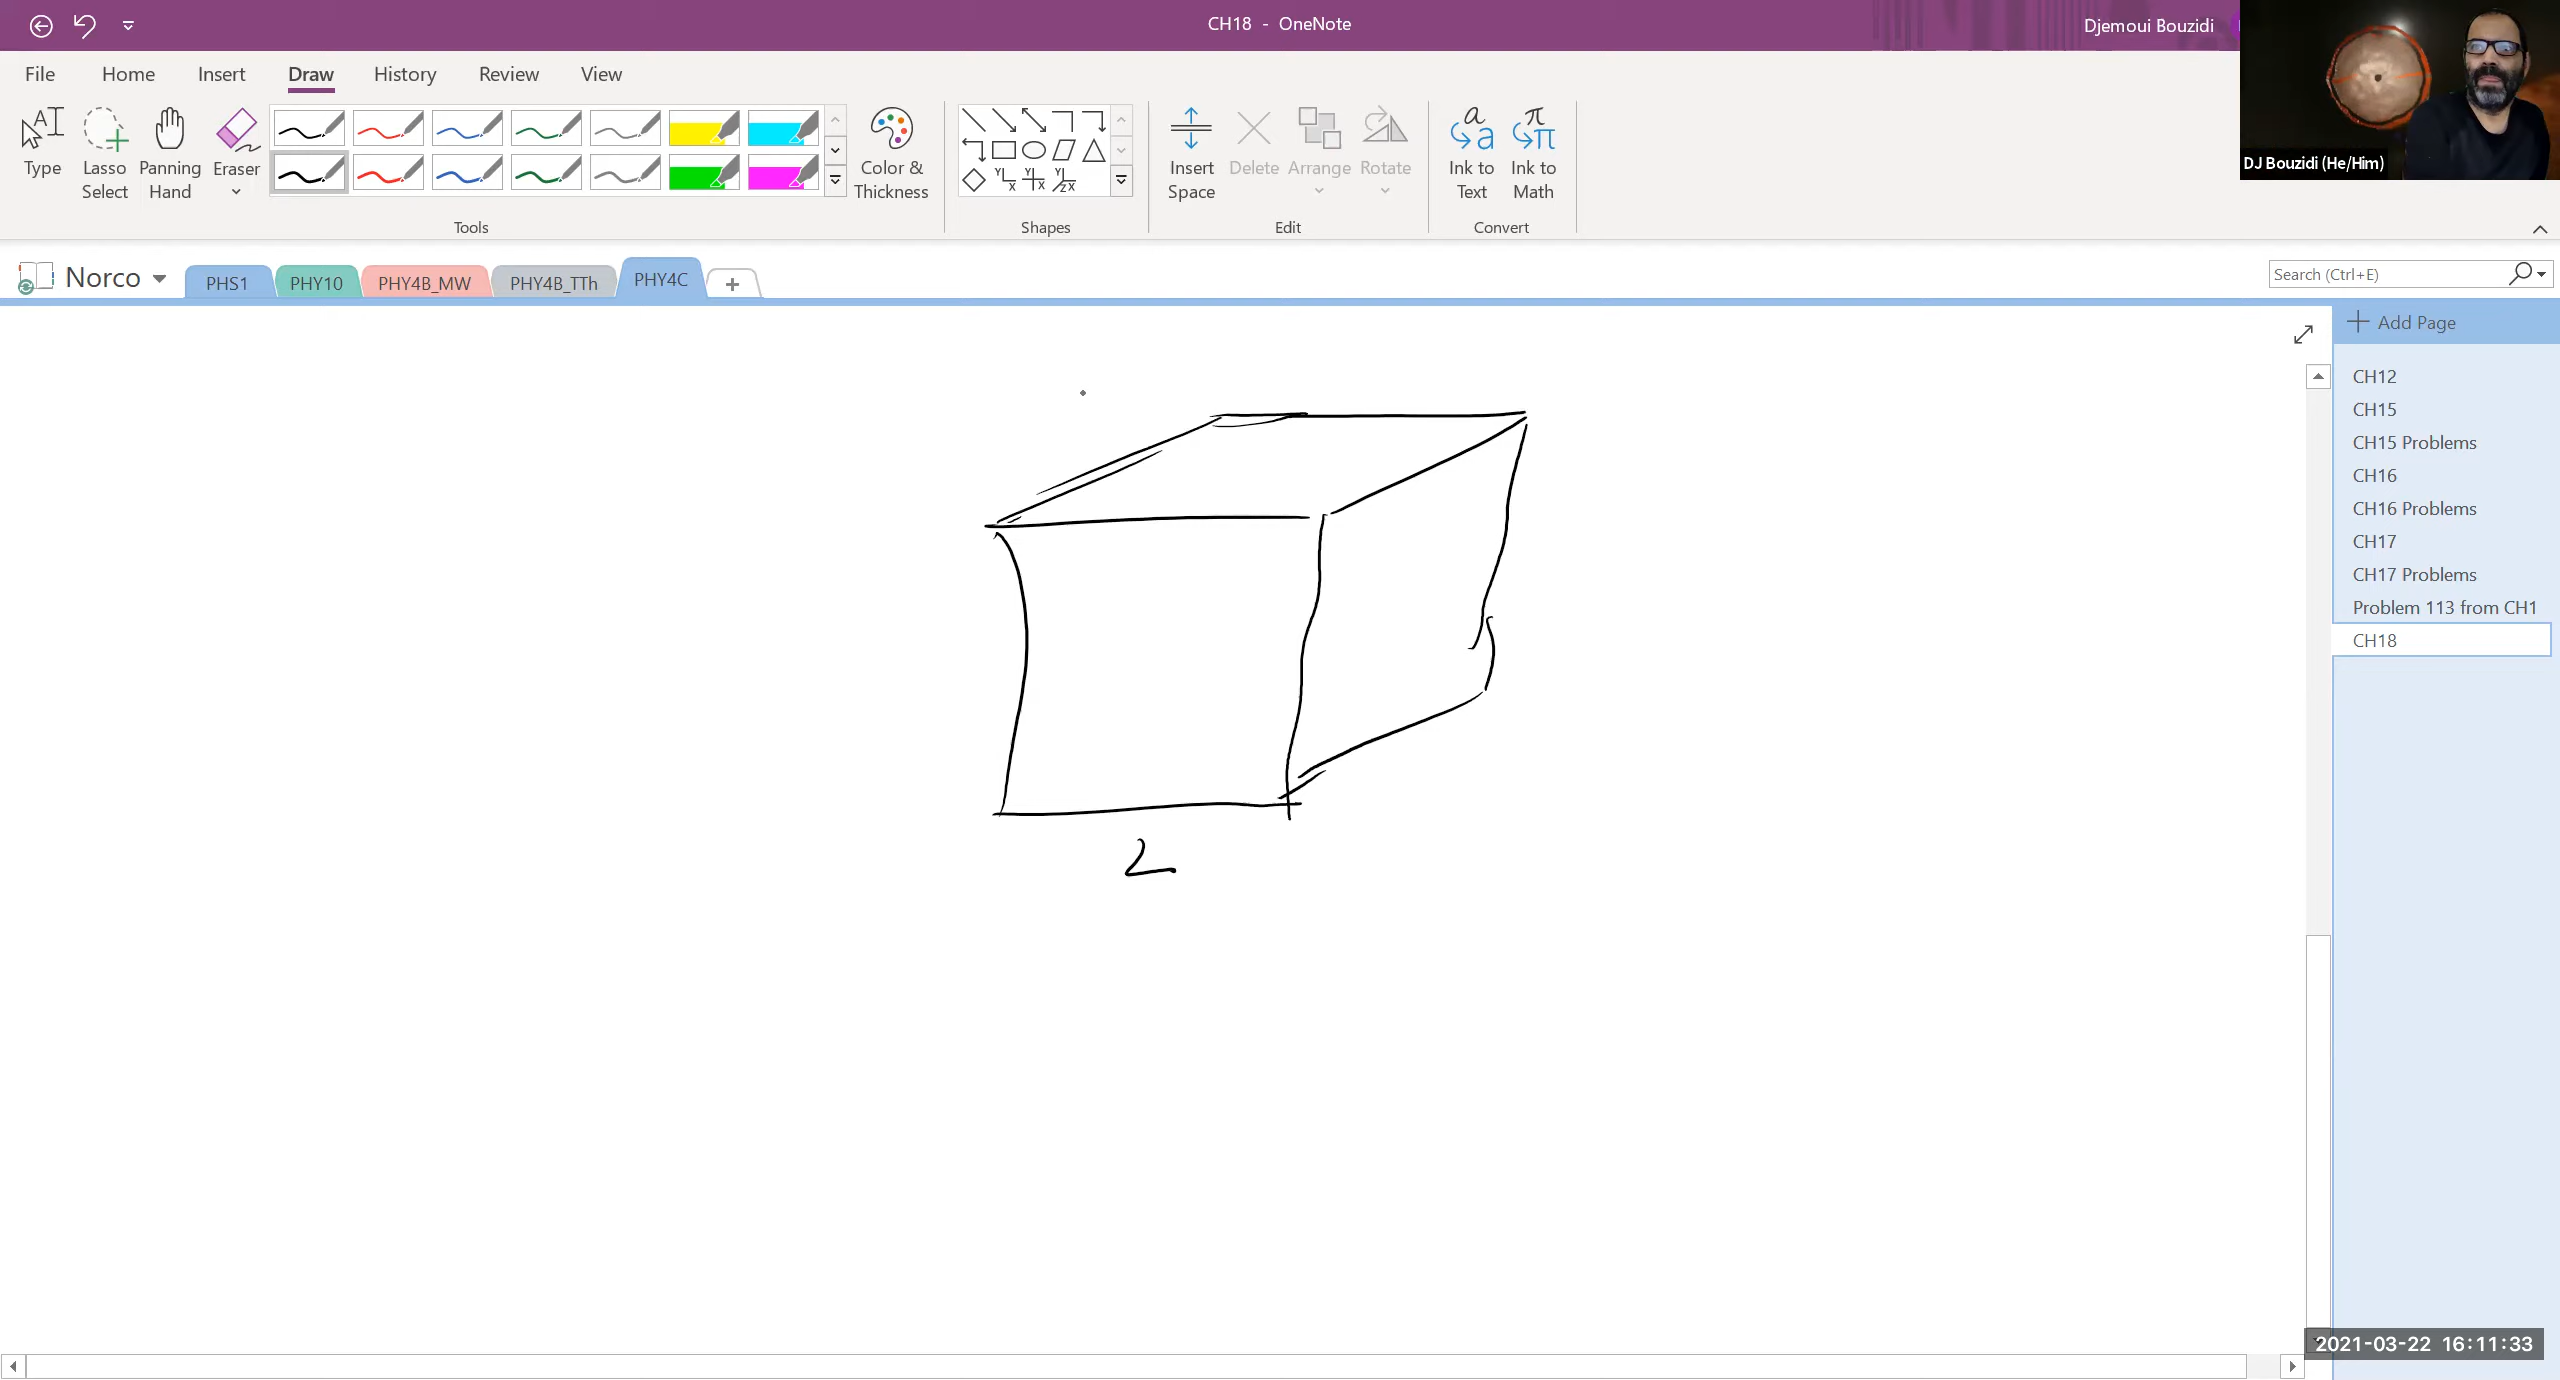 CH18 - OneNote
Djemoui Bouzidi
File Home Insert Draw History Review View
Type
Lasso Select
Panning Hand
Eraser
Color & Thickness
Insert Space
Delete
Arrange
Rotate
Ink to Text
Ink to Math
Tools
Shapes
Edit
Convert
DJ Bouzidi (He/Him)
Norco
PHS1
PHY10
PHY4B_MW
PHY4B_TTh
PHY4C
Search (Ctrl+E)
Add Page
CH12
CH15
CH15 Problems
CH16
CH16 Problems
CH17
CH17 Problems
Problem 113 from CH1
CH18
L
2021-03-22 16:11:33